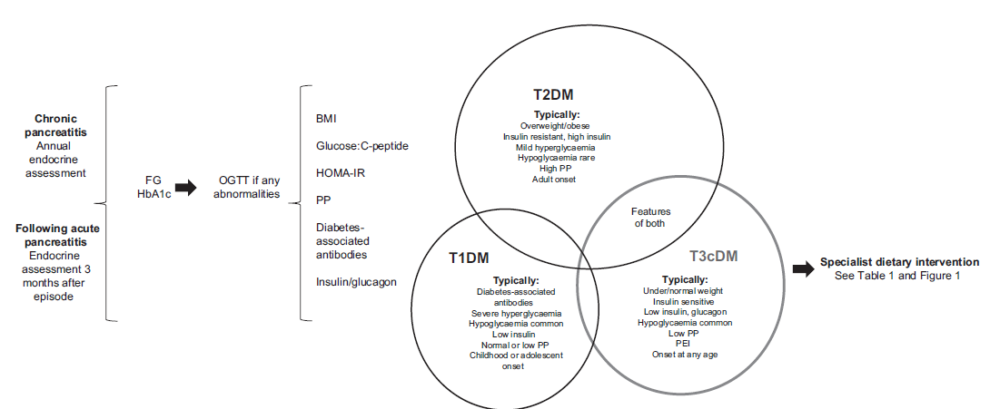 Chronic
pancreatitis
Annual
endocrine
assessment
Following acute
pancreatitis
Endocrine
assessment 3
months after
episode
FG
HbA1c
OGTT if any
abnormalities
BMI
Glucose:C-peptide
HOMA-IR
PP
Diabetes-
associated
antibodies
Insulin/glucagon
T2DM
Typically:
Overweight/obese
Insulin resistant, high insulin
Mild hyperglycaemia
Hypoglycaemia rare
High PP
Adult onset
Features
of both
T1DM
Typically:
Diabetes-associated
antibodies
Severe hyperglycaemia
Hypoglycaemia common
Low insulin
Normal or low PP
Childhood or adolescent
onset
T3cDM
Typically:
Under/normal weight
Insulin sensitive
Low insulin, glucagon
Hypoglycaemia common
Low PP
PEI
Onset at any age
Specialist dietary intervention
See Table 1 and Figure 1